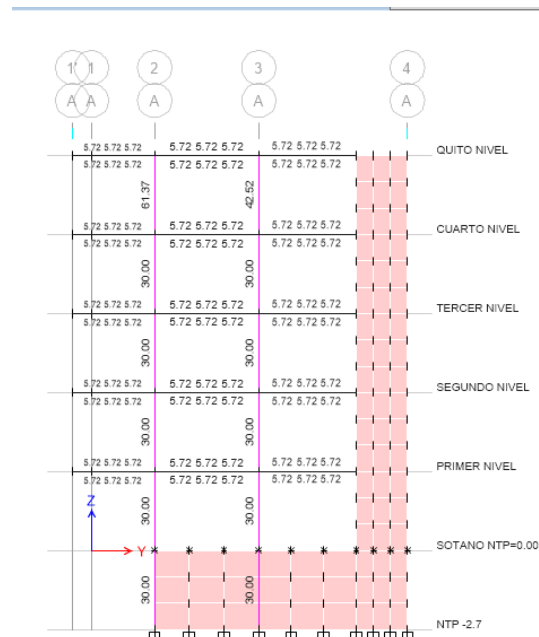 1' 1 2 3 4
A A A A A
5.72 5.72 5.72 5.72 5.72 5.72 5.72 5.72 5.72 QUITO NIVEL
5.72 5.72 5.72 5.72 5.72 5.72 5.72 5.72 5.72
61.37 42.52
5.72 5.72 5.72 5.72 5.72 5.72 5.72 5.72 5.72 CUARTO NIVEL
5.72 5.72 5.72 5.72 5.72 5.72 5.72 5.72 5.72
30.00 30.00
5.72 5.72 5.72 5.72 5.72 5.72 5.72 5.72 5.72 TERCER NIVEL
5.72 5.72 5.72 5.72 5.72 5.72 5.72 5.72 5.72
30.00 30.00
5.72 5.72 5.72 5.72 5.72 5.72 5.72 5.72 5.72 SEGUNDO NIVEL
5.72 5.72 5.72 5.72 5.72 5.72 5.72 5.72 5.72
30.00 30.00
5.72 5.72 5.72 5.72 5.72 5.72 5.72 5.72 5.72 PRIMER NIVEL
5.72 5.72 5.72 5.72 5.72 5.72 5.72 5.72 5.72
Z 30.00 30.00
Y SOTANO NTP=0.00
30.00 30.00
NTP -2.7